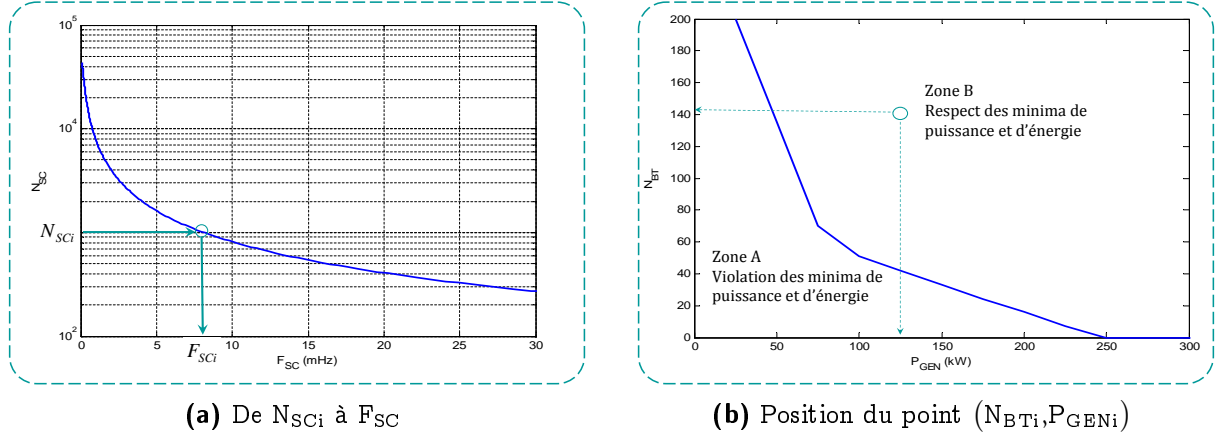 10^5
10^4
10^2
N_SC
N_SCi
0 5 10 15 20 25 30
F_SCi
F_SC (mHz)
(a) De N_SCi à F_SC
200
180
160
140
120
100
80
60
40
20
0
N_BT
Zone B
Respect des minima de
puissance et d'énergie
Zone A
Violation des minima de
puissance et d'énergie
0 50 100 150 200 250 300
P_GEN (kW)
(b) Position du point (N_BTi,P_GENi)